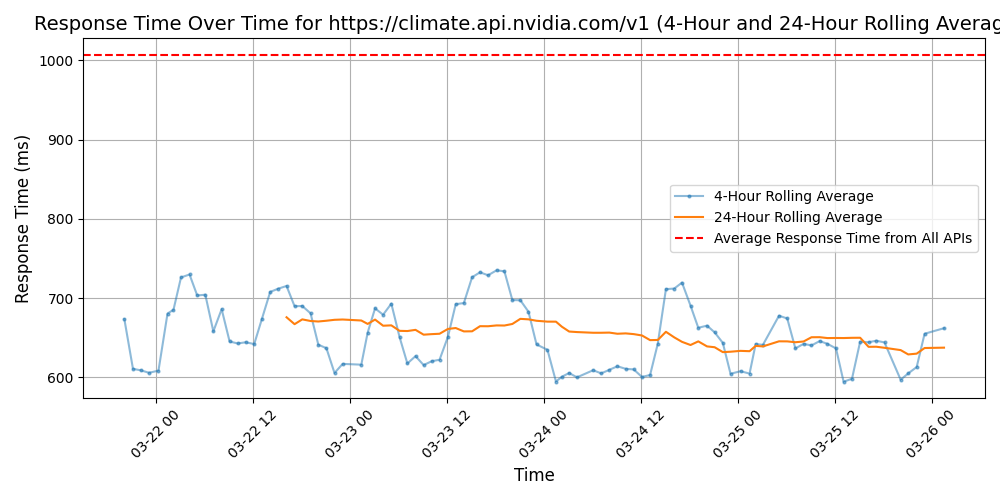 Response Time Over Time for https://climate.api.nvidia.com/v1 (4-Hour and 24-Hour Rolling Averag
1000
900
800
700
600
Response Time (ms)
4-Hour Rolling Average
24-Hour Rolling Average
Average Response Time from All APIs
03-22 00
03-22 12
03-23 00
03-23 12
03-24 00
03-24 12
03-25 00
03-25 12
03-26 00
Time